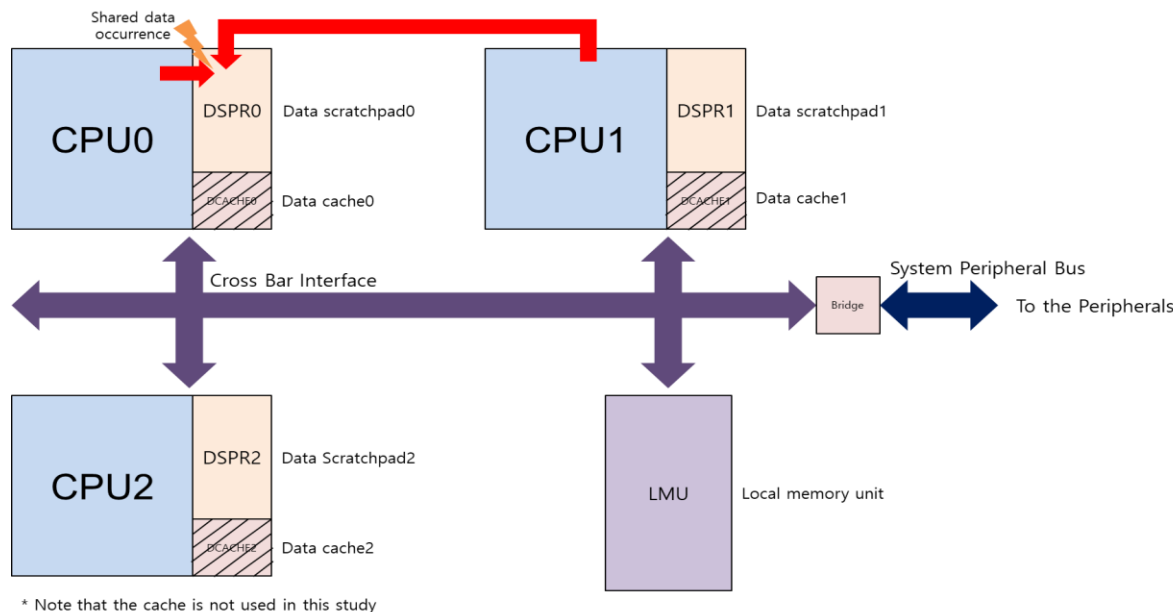 Shared data
occurrence
CPU0
DSPR0
Data scratchpad0
DCACHE0
Data cache0
CPU1
DSPR1
Data scratchpad1
DCACHE1
Data cache1
Cross Bar Interface
System Peripheral Bus
Bridge
To the Peripherals
CPU2
DSPR2
Data Scratchpad2
DCACHE2
Data cache2
LMU
Local memory unit
* Note that the cache is not used in this study